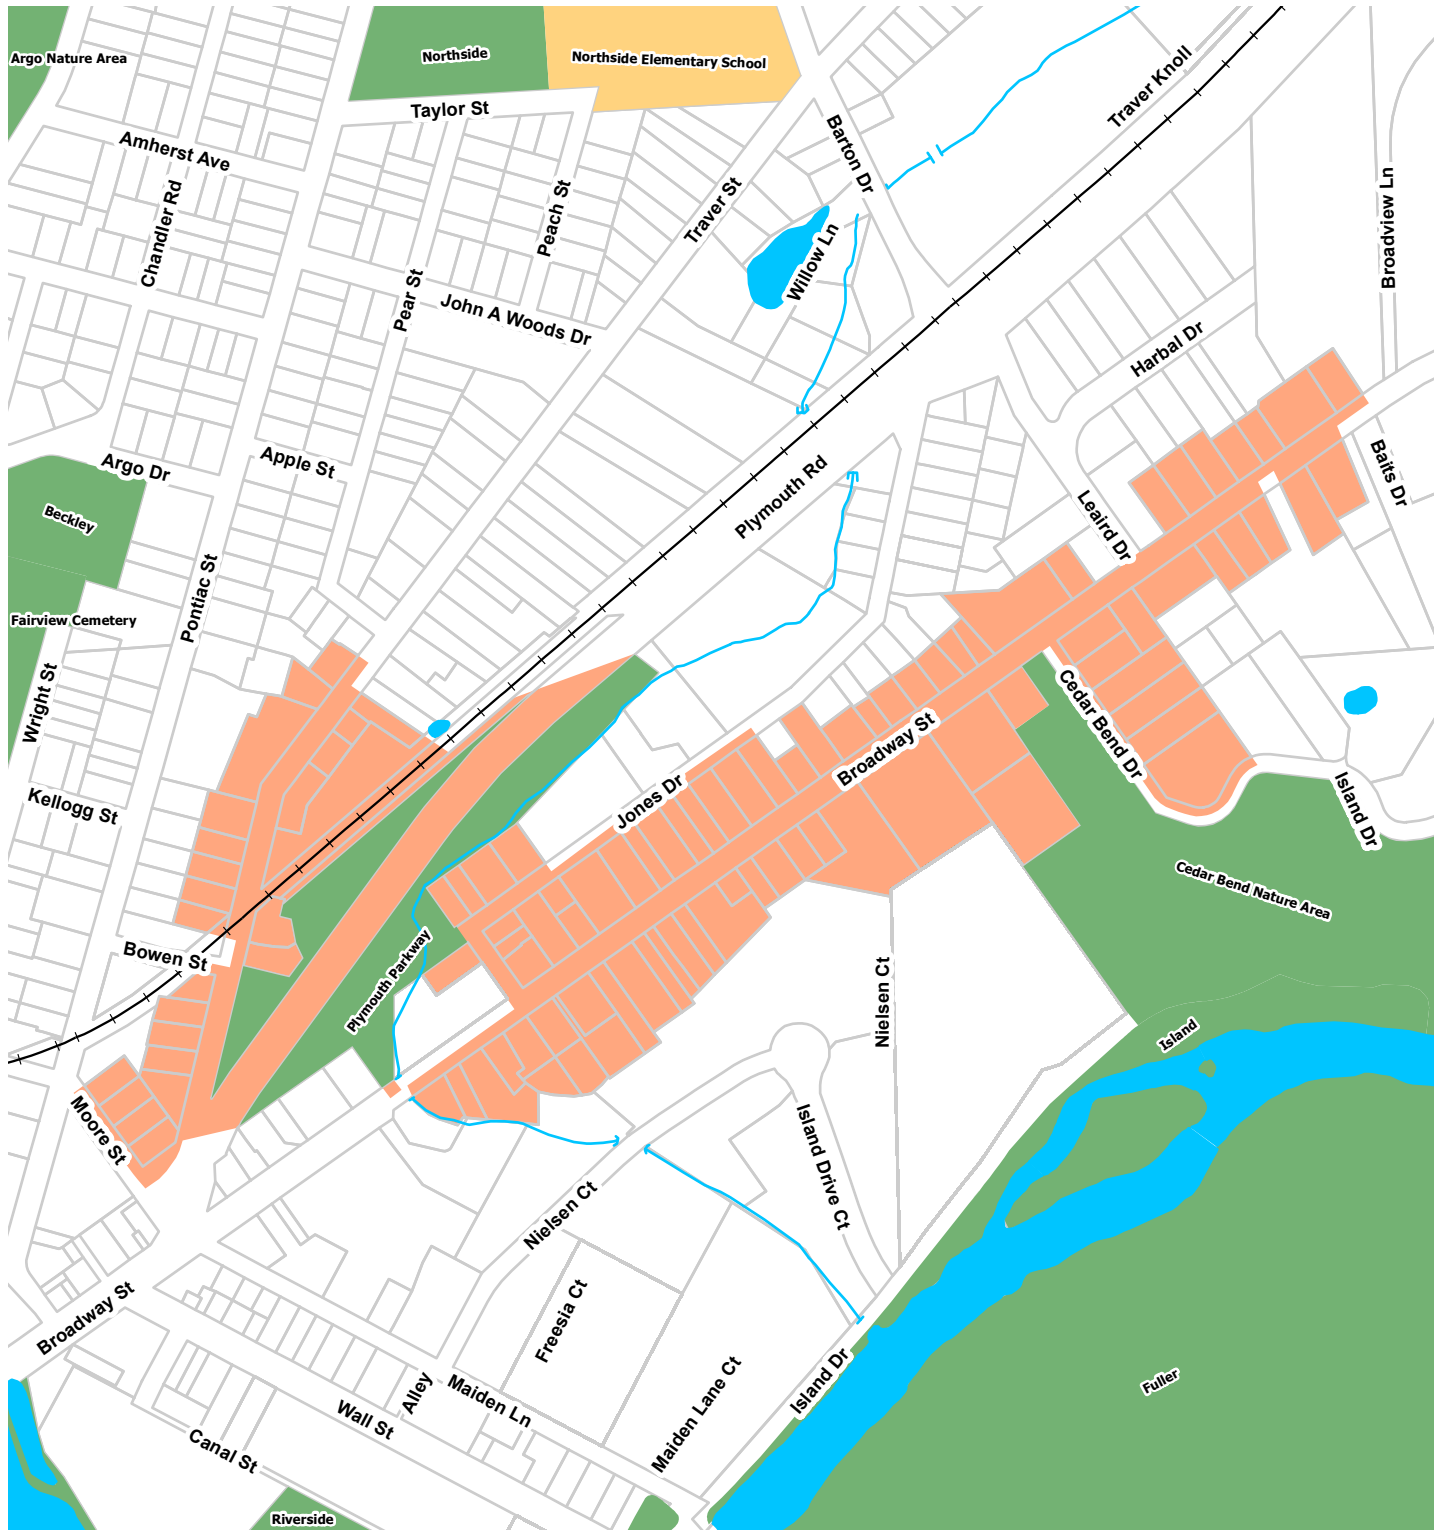 Northside
Argo Nature Area
Northside Elementary School
Traver Knoll
Taylor St
Amherst Ave
Barton Dr
Chandler Rd
Peach St
Traver St
Broadview Ln
Willow Ln
Pear St
John A Woods Dr
Harbal Dr
Argo Dr
Apple St
Baits Dr
Plymouth Rd
Beckley
Leaird Dr
Pontiac St
Fairview Cemetery
Wright St
Cedar Bend Dr
Broadway St
Kellogg St
Jones Dr
Island Dr
Cedar Bend Nature Area
Bowen St
Plymouth Parkway
Nielsen Ct
Island
Moore St
Island Drive Ct
Nielsen Ct
Broadway St
Freesia Ct
Fuller
Alley
Maiden Ln
Island Dr
Wall St
Maiden Lane Ct
Canal St
Riverside